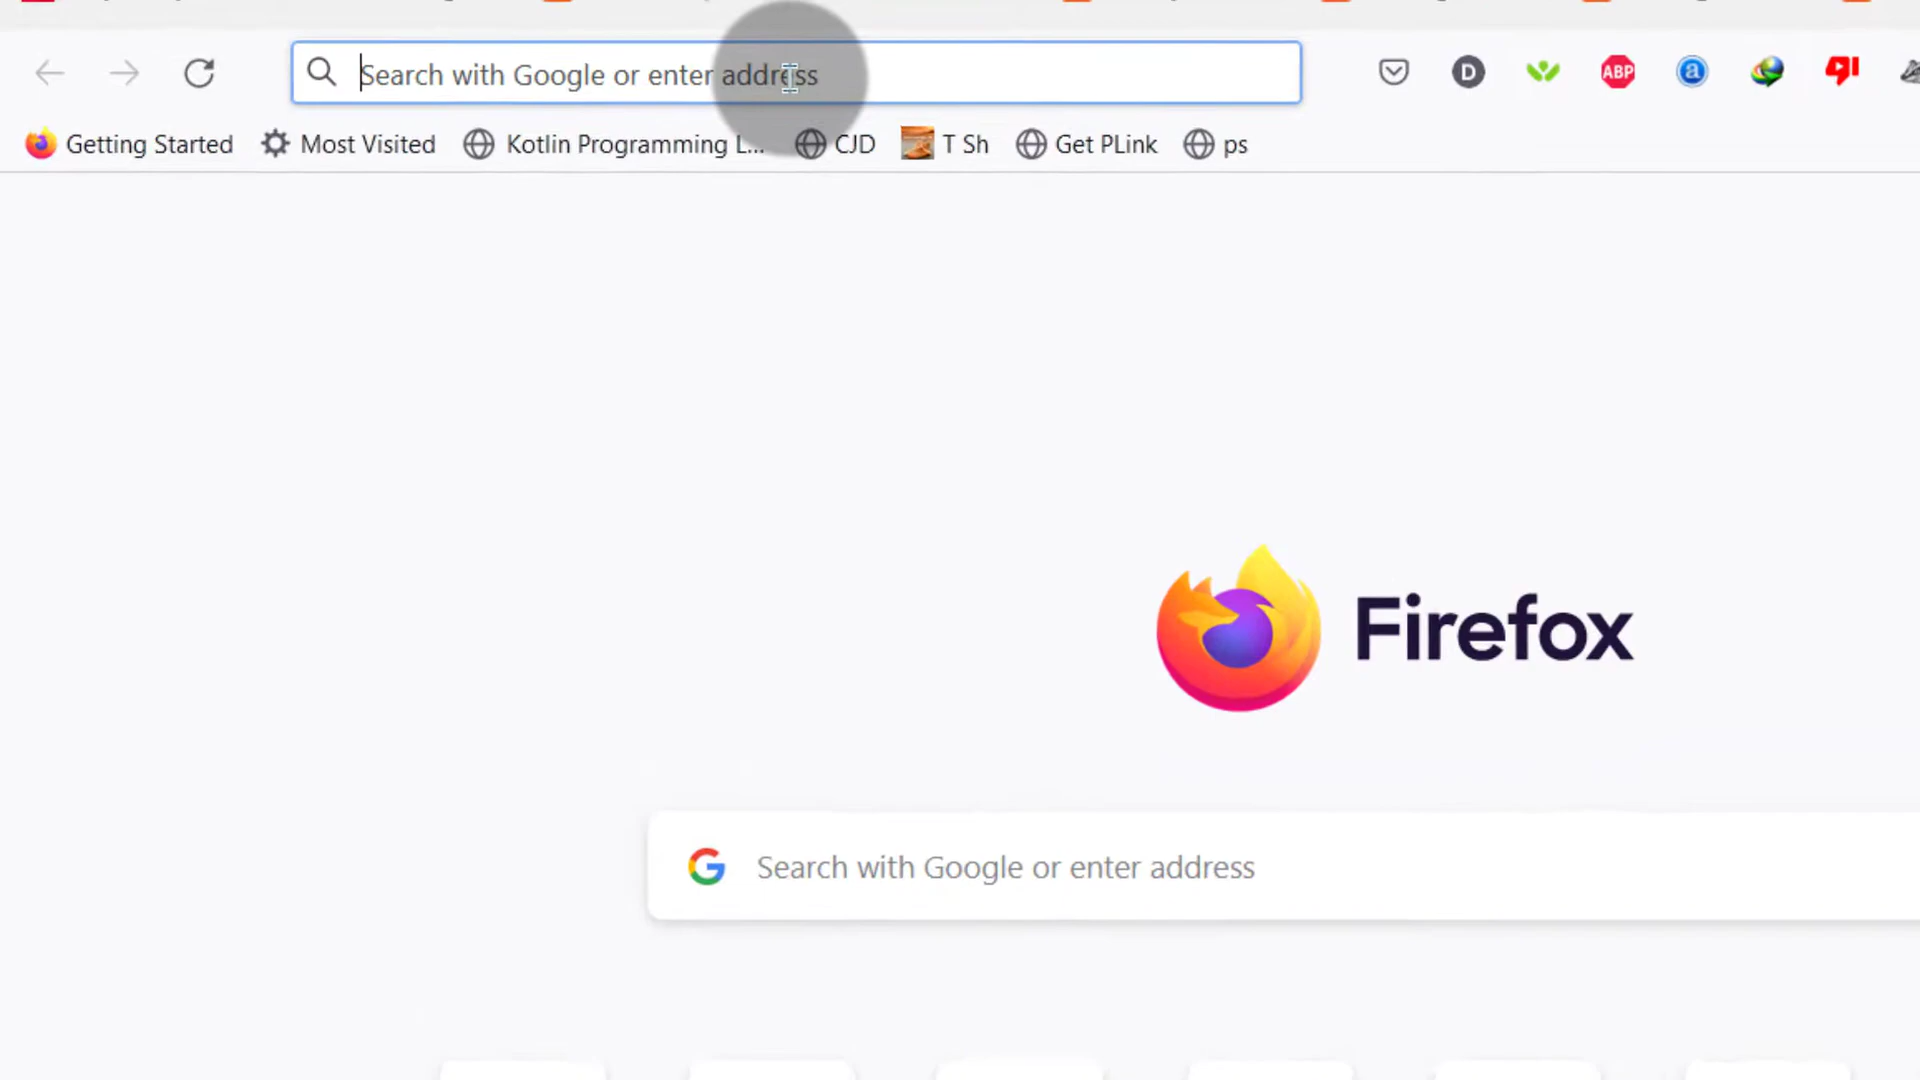 Search with Google or enter address
D
ABP
a
Getting Started
Most Visited
Kotlin Programming L...
CJD
T Sh
Get PLink
ps
Firefox
G
Search with Google or enter address